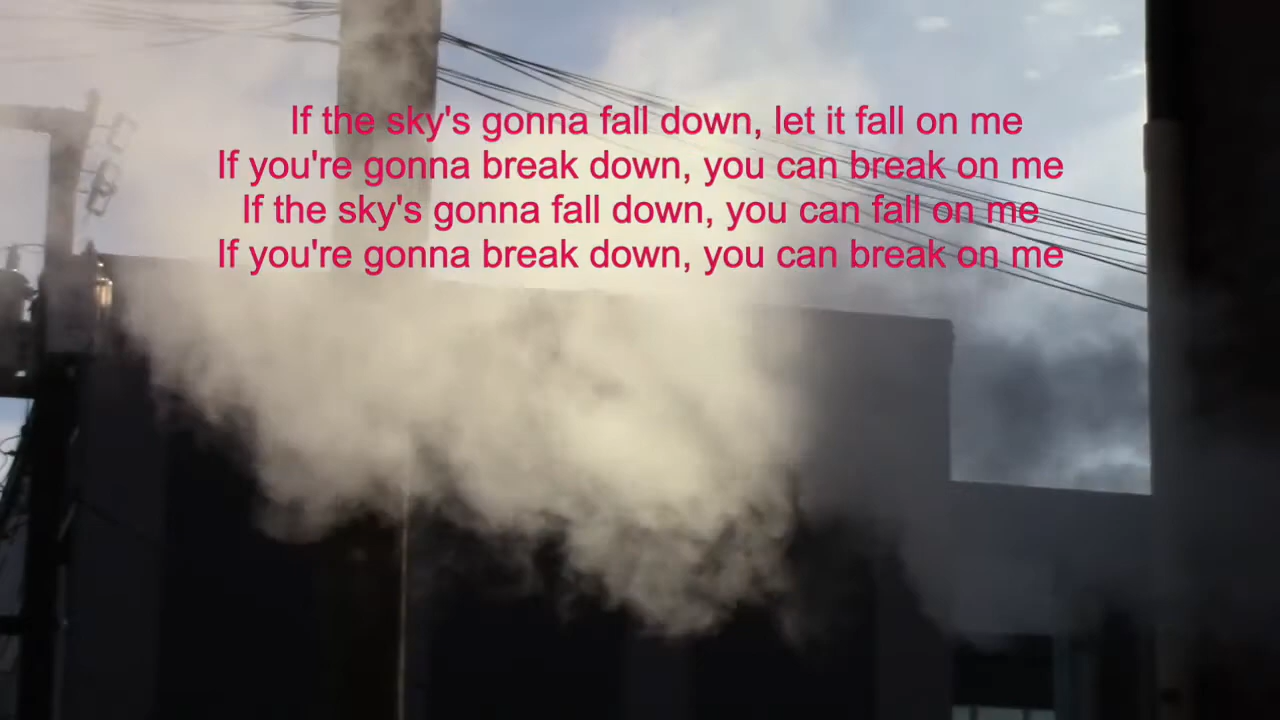 If the sky's gonna fall down, let it fall on me
If you're gonna break down, you can break on me
If the sky's gonna fall down, you can fall on me
If you're gonna break down, you can break on me